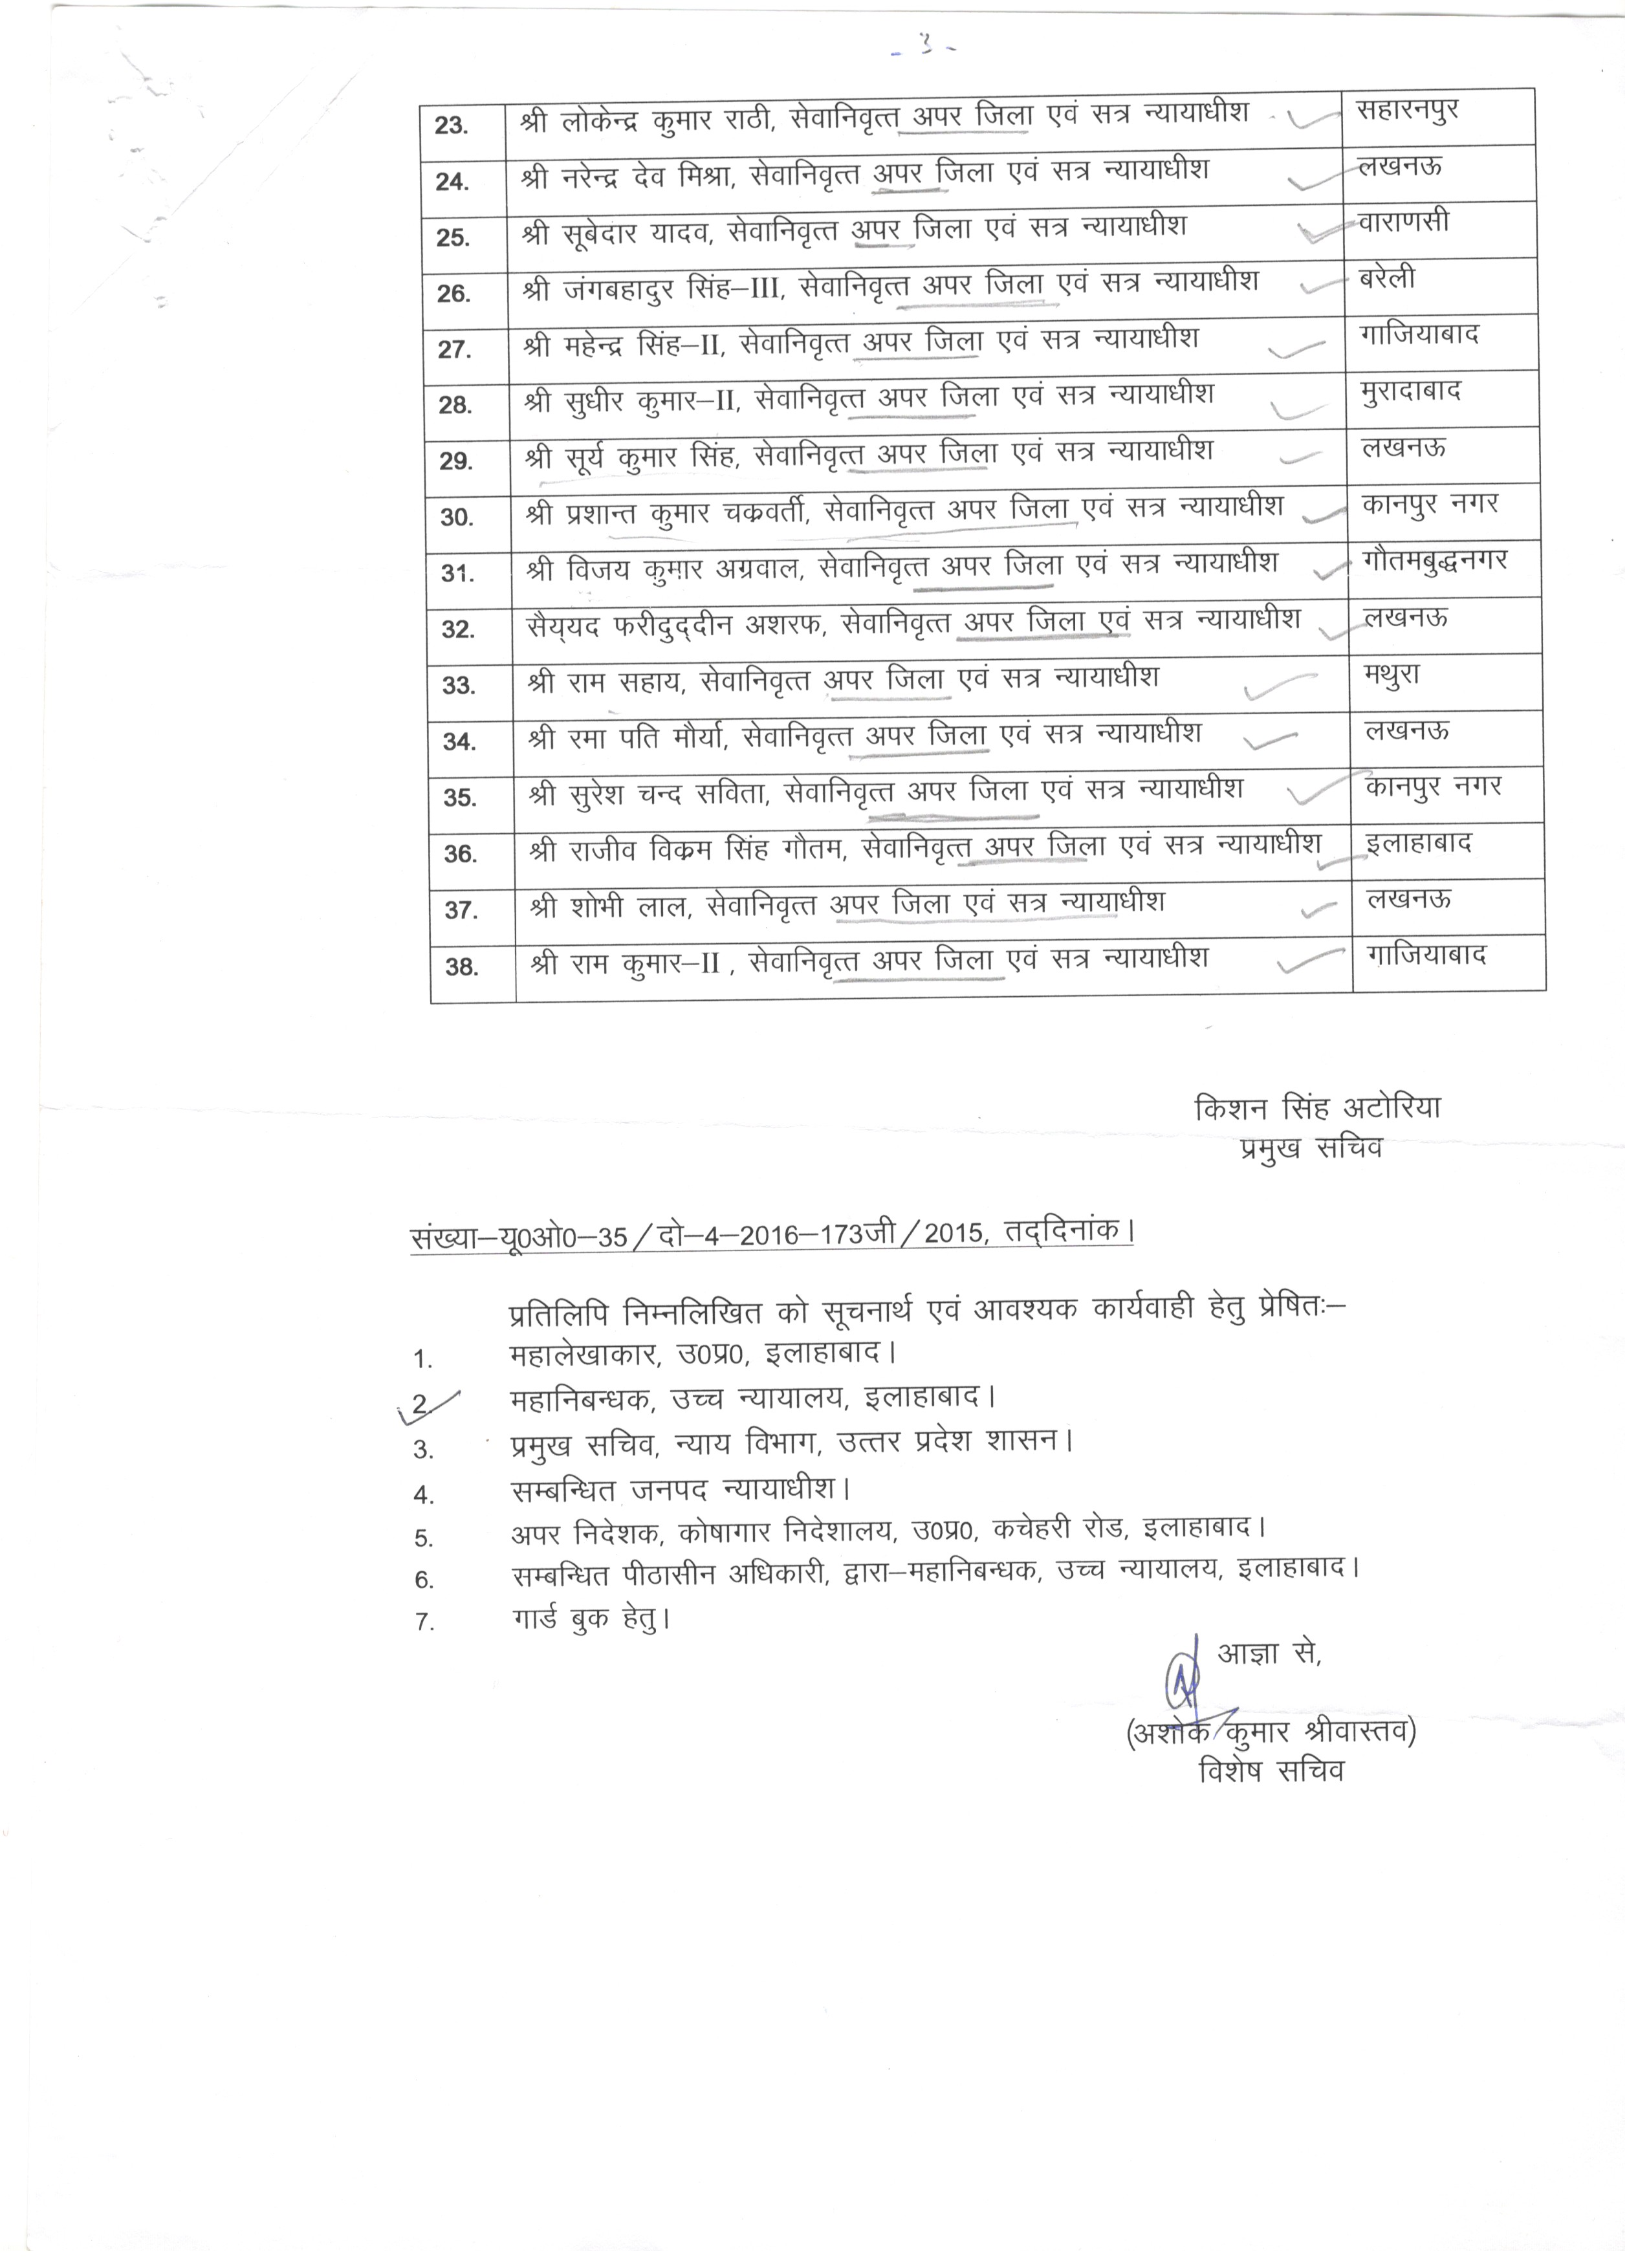 - 3 -
23. श्री लोकेन्द्र कुमार राठी, सेवानिवृत्त अपर जिला एवं सत्र न्यायाधीश सहारनपुर
24. श्री नरेन्द्र देव मिश्रा, सेवानिवृत्त अपर जिला एवं सत्र न्यायाधीश लखनऊ
25. श्री सूबेदार यादव, सेवानिवृत्त अपर जिला एवं सत्र न्यायाधीश वाराणसी
26. श्री जंगबहादुर सिंह–III, सेवानिवृत्त अपर जिला एवं सत्र न्यायाधीश बरेली
27. श्री महेन्द्र सिंह–II, सेवानिवृत्त अपर जिला एवं सत्र न्यायाधीश गाजियाबाद
28. श्री सुधीर कुमार–II, सेवानिवृत्त अपर जिला एवं सत्र न्यायाधीश मुरादाबाद
29. श्री सूर्य कुमार सिंह, सेवानिवृत्त अपर जिला एवं सत्र न्यायाधीश लखनऊ
30. श्री प्रशान्त कुमार चक्रवर्ती, सेवानिवृत्त अपर जिला एवं सत्र न्यायाधीश कानपुर नगर
31. श्री विजय कुमार अग्रवाल, सेवानिवृत्त अपर जिला एवं सत्र न्यायाधीश गौतमबुद्धनगर
32. सैय्यद फरीदुद्दीन अशरफ, सेवानिवृत्त अपर जिला एवं सत्र न्यायाधीश लखनऊ
33. श्री राम सहाय, सेवानिवृत्त अपर जिला एवं सत्र न्यायाधीश मथुरा
34. श्री रमा पति मौर्या, सेवानिवृत्त अपर जिला एवं सत्र न्यायाधीश लखनऊ
35. श्री सुरेश चन्द सविता, सेवानिवृत्त अपर जिला एवं सत्र न्यायाधीश कानपुर नगर
36. श्री राजीव विक्रम सिंह गौतम, सेवानिवृत्त अपर जिला एवं सत्र न्यायाधीश इलाहाबाद
37. श्री शोभी लाल, सेवानिवृत्त अपर जिला एवं सत्र न्यायाधीश लखनऊ
38. श्री राम कुमार–II , सेवानिवृत्त अपर जिला एवं सत्र न्यायाधीश गाजियाबाद
किशन सिंह अटोरिया
प्रमुख सचिव
संख्या–यू0ओ0–35/दो–4–2016–173जी/2015, तद्दिनांक।
प्रतिलिपि निम्नलिखित को सूचनार्थ एवं आवश्यक कार्यवाही हेतु प्रेषितः–
1. महालेखाकार, उ0प्र0, इलाहाबाद।
2. महानिबन्धक, उच्च न्यायालय, इलाहाबाद।
3. प्रमुख सचिव, न्याय विभाग, उत्तर प्रदेश शासन।
4. सम्बन्धित जनपद न्यायाधीश।
5. अपर निदेशक, कोषागार निदेशालय, उ0प्र0, कचेहरी रोड, इलाहाबाद।
6. सम्बन्धित पीठासीन अधिकारी, द्वारा–महानिबन्धक, उच्च न्यायालय, इलाहाबाद।
7. गार्ड बुक हेतु।
आज्ञा से,
(अशोक कुमार श्रीवास्तव)
विशेष सचिव